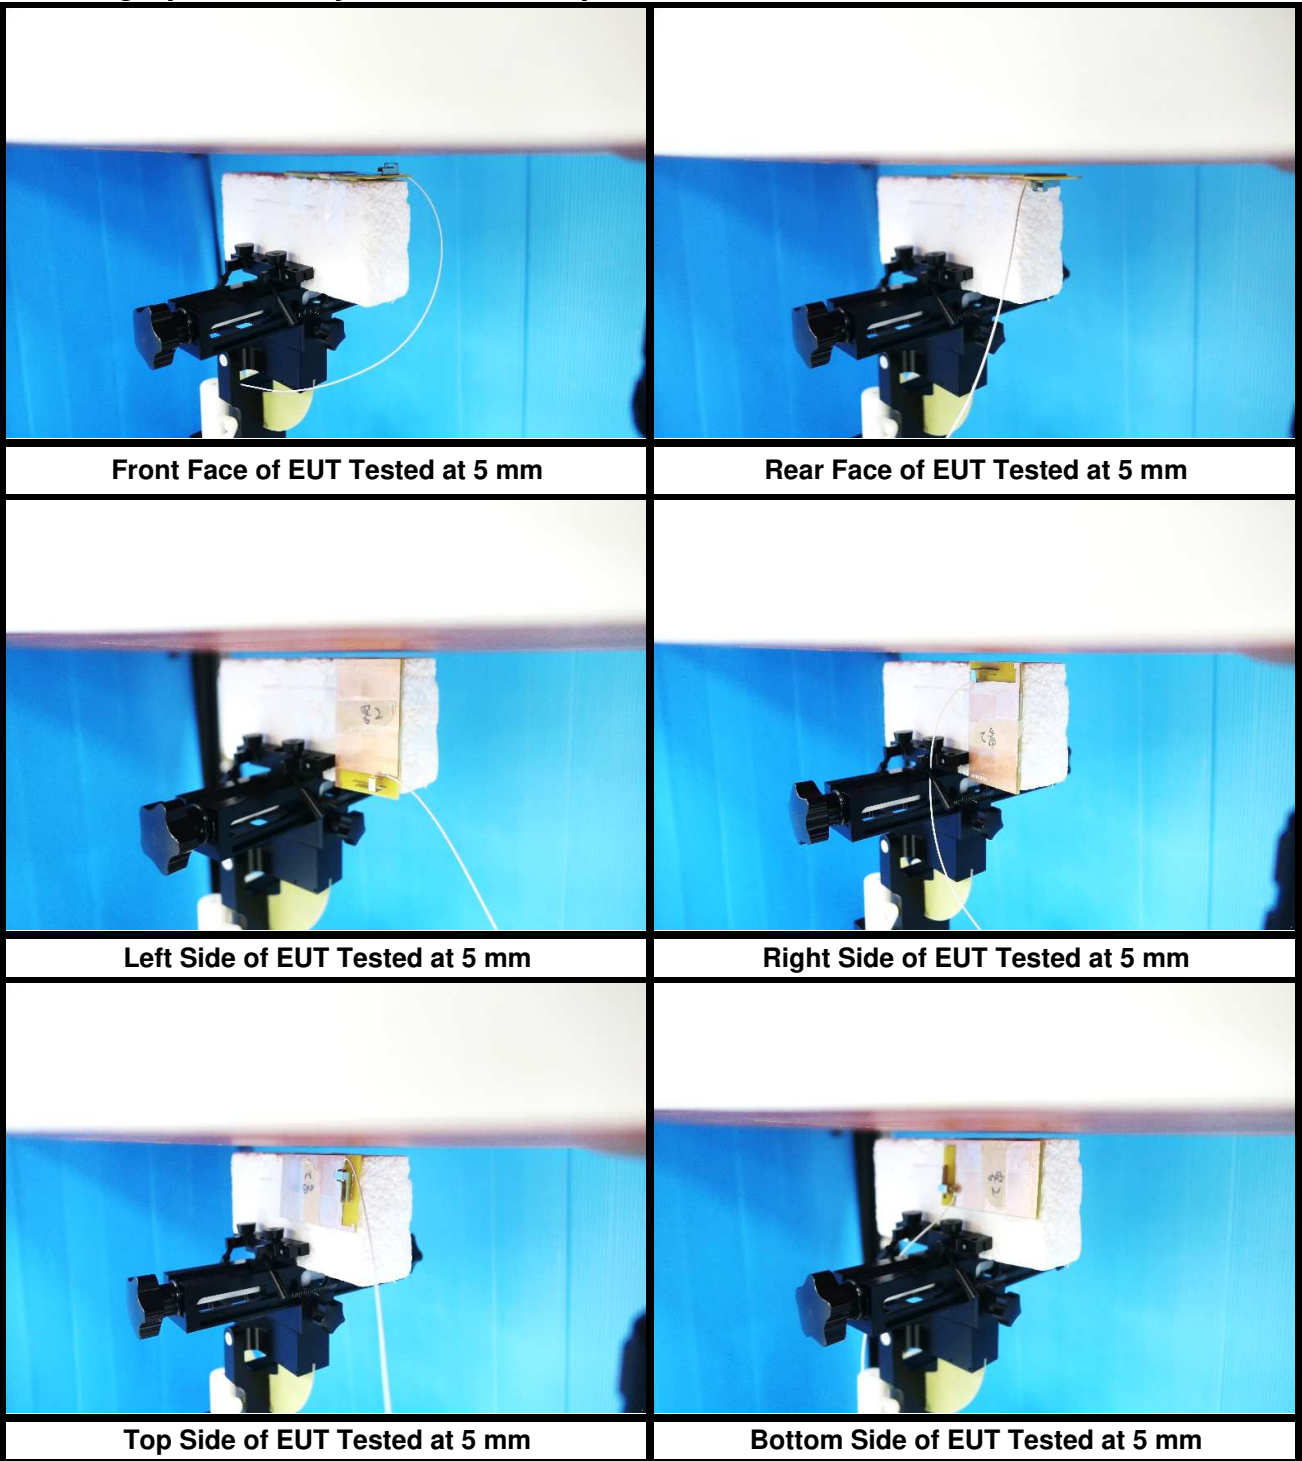 Front Face of EUT Tested at 5 mm
Rear Face of EUT Tested at 5 mm
Left Side of EUT Tested at 5 mm
Right Side of EUT Tested at 5 mm
Top Side of EUT Tested at 5 mm
Bottom Side of EUT Tested at 5 mm